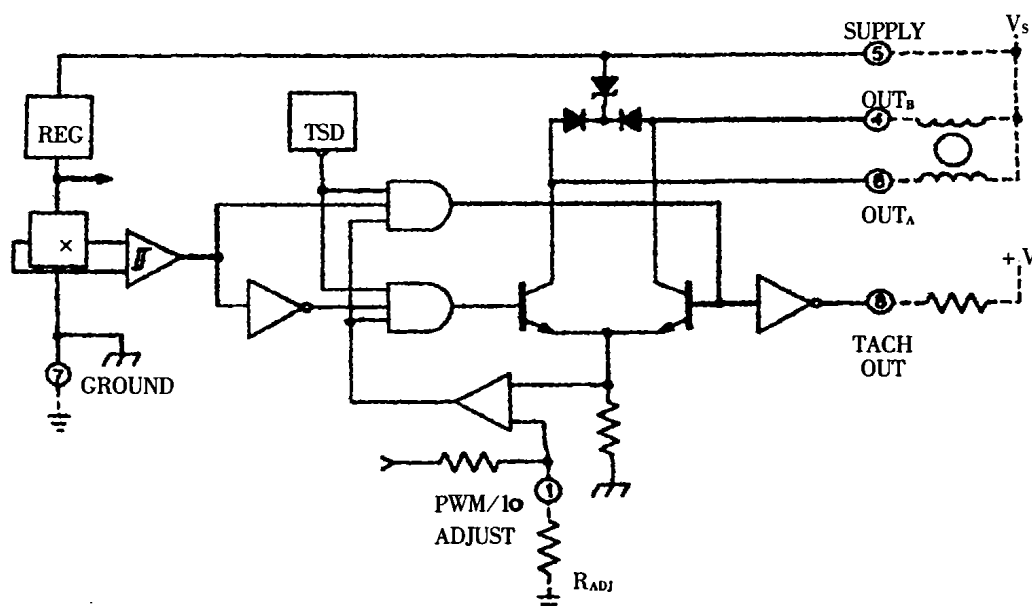 SUPPLY
Vs
5
REG
TSD
OUTB
4
6
OUTA
×
+ V
8
TACH
OUT
7
GROUND
PWM/Io
ADJUST
1
RADJ